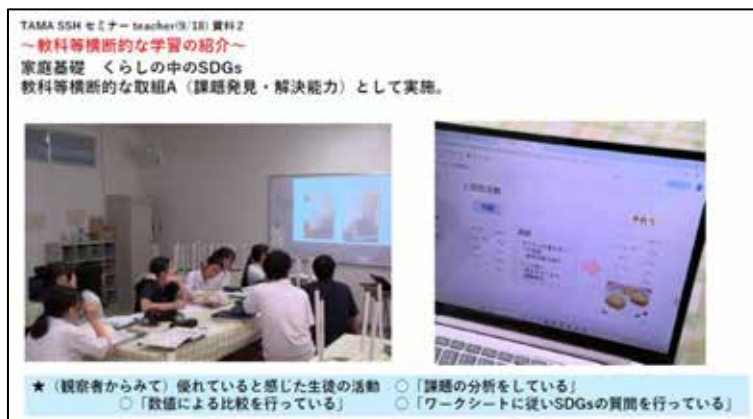 TAMA SSH セミナー teacher(9/18) 資料2
～教科等横断的な学習の紹介～
家庭基礎　くらしの中のSDGs
教科等横断的な取組A（課題発見・解決能力）として実施。
★（観察者からみて）優れていると感じた生徒の活動　○「課題の分析をしている」
○「数値による比較を行っている」　○「ワークシートに従いSDGsの質問を行っている」